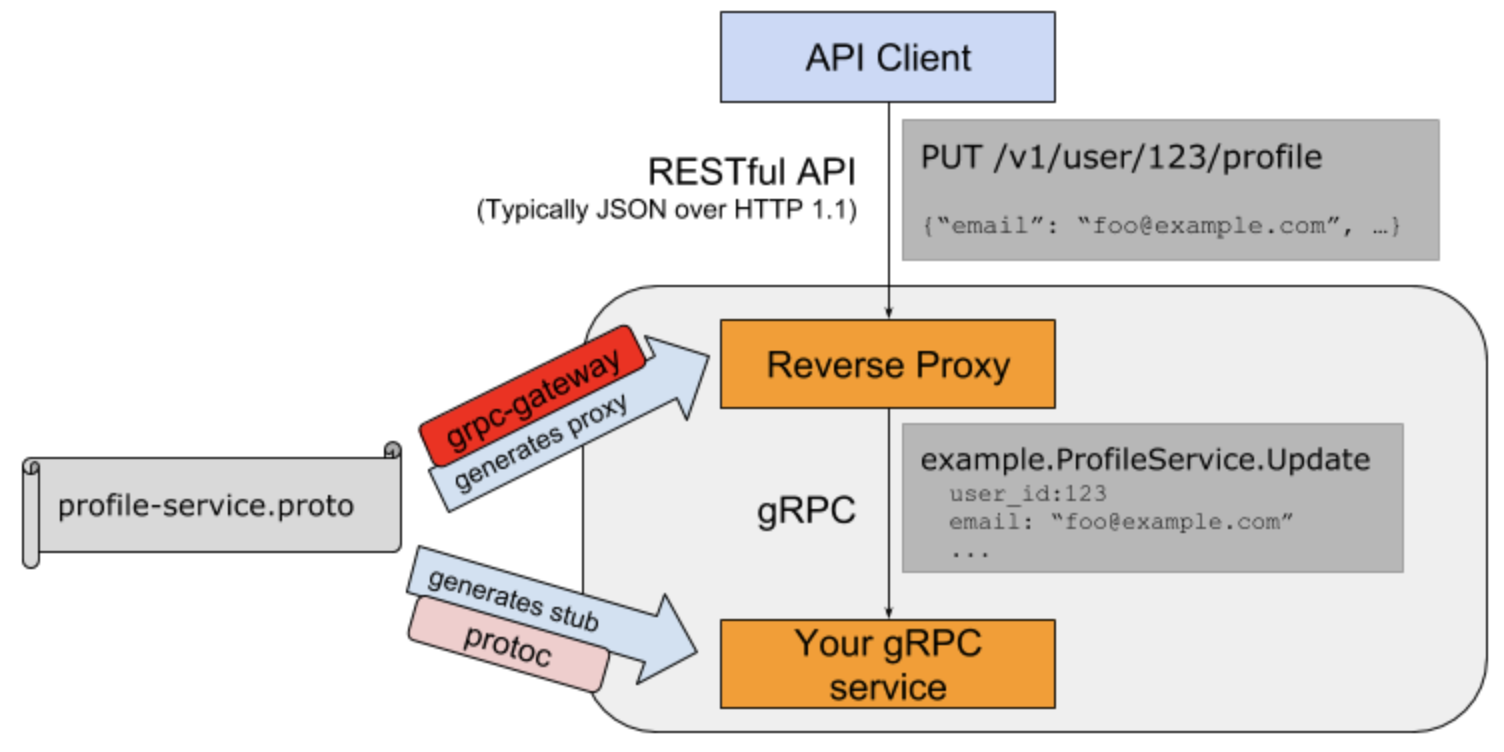 API Client
RESTful API
(Typically JSON over HTTP 1.1)
PUT /v1/user/123/profile
{“email”: “foo@example.com”, …}
Reverse Proxy
grpc-gateway
generates proxy
profile-service.proto
gRPC
example.ProfileService.Update
user_id:123
email: “foo@example.com”
...
generates stub
protoc
Your gRPC
service